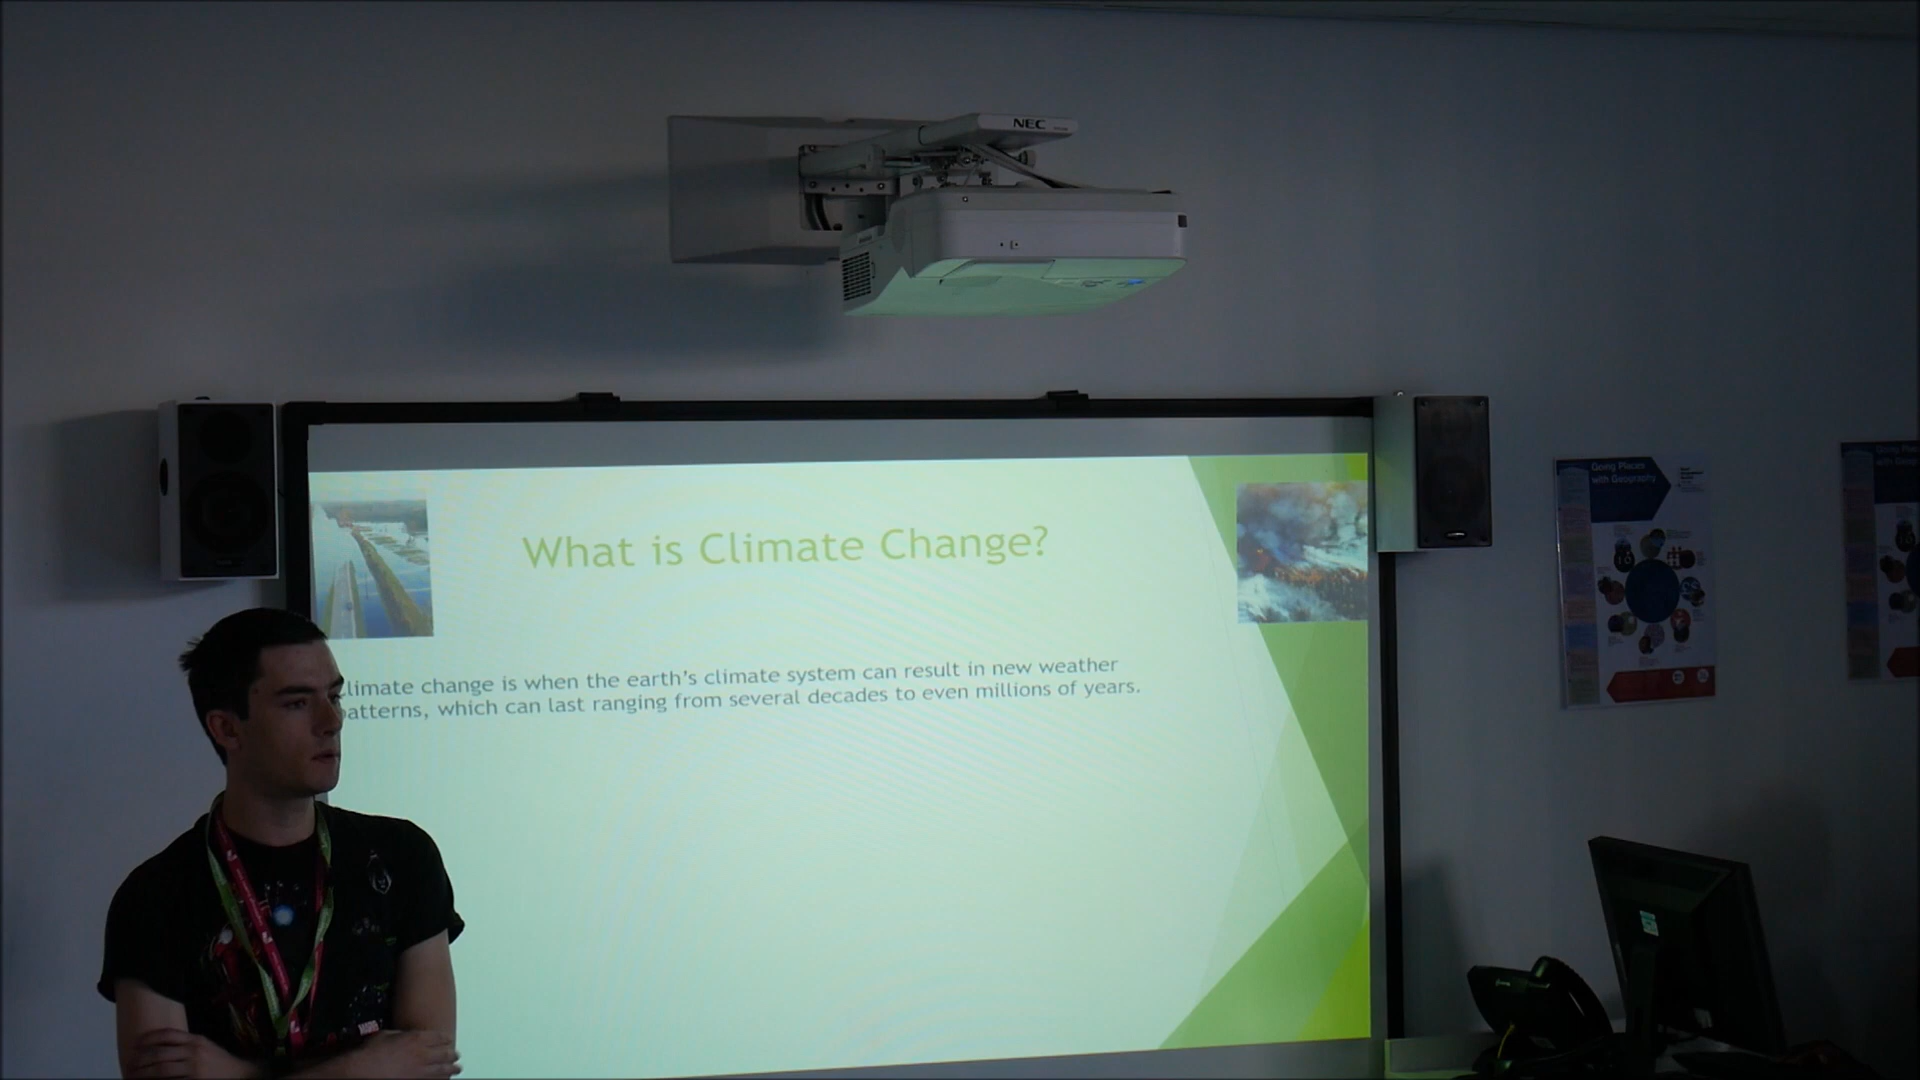 NEC
What is Climate Change?
limate change is when the earth's climate system can result in new weather
atterns, which can last ranging from several decades to even millions of years.
Going Places
with Geography